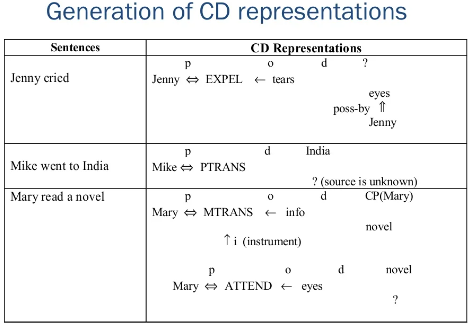 Generation of CD representations
Sentences CD Representations
p o d ?
Jenny cried Jenny ⇔ EXPEL ← tears
eyes
poss-by ⇑
Jenny
p d India
Mike went to India Mike ⇔ PTRANS
? (source is unknown)
Mary read a novel p o d CP(Mary)
Mary ⇔ MTRANS ← info
novel
↑ i (instrument)
p o d novel
Mary ⇔ ATTEND ← eyes
?